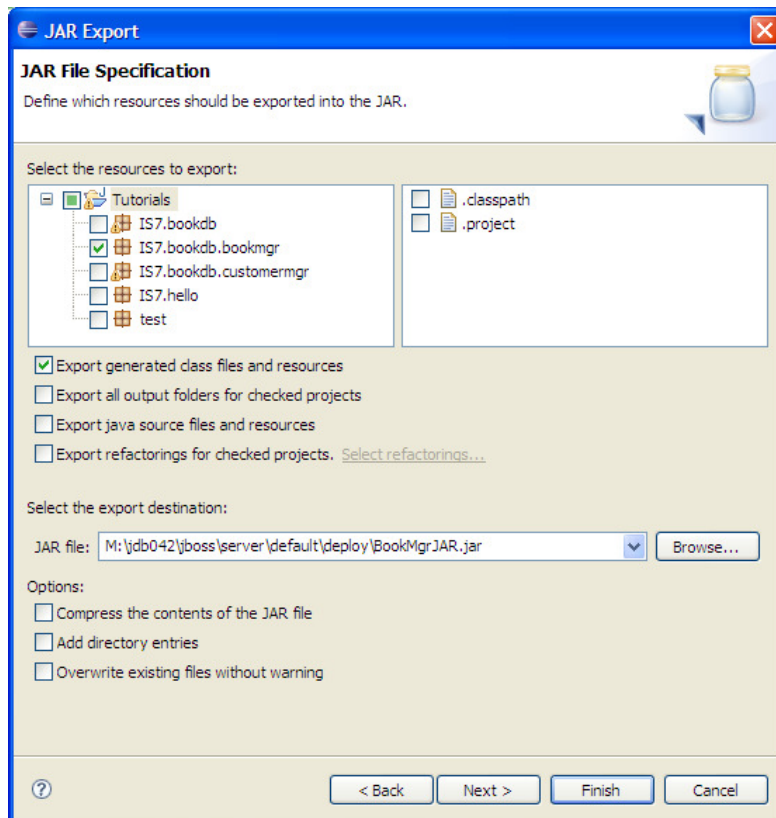 JAR Export
JAR File Specification
Define which resources should be exported into the JAR.
Select the resources to export:
Tutorials
IS7.bookdb
IS7.bookdb.bookmgr
IS7.bookdb.customermgr
IS7.hello
test
.classpath
.project
Export generated class files and resources
Export all output folders for checked projects
Export java source files and resources
Export refactorings for checked projects. Select refactorings...
Select the export destination:
JAR file: M:\jdb042\jboss\server\default\deploy\BookMgrJAR.jar Browse...
Options:
Compress the contents of the JAR file
Add directory entries
Overwrite existing files without warning
? < Back Next > Finish Cancel